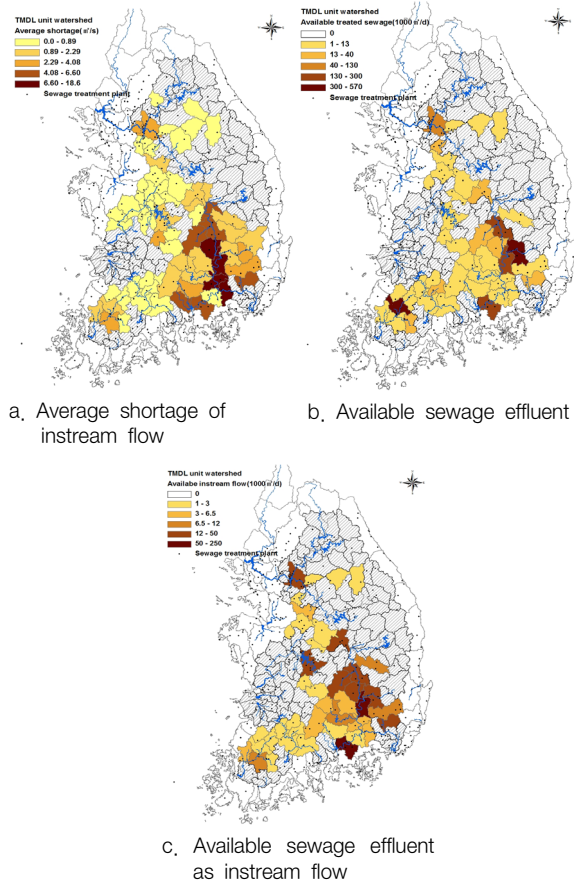 TMDL unit watershed
Average shortage(㎥/s)
0.0 - 0.89
0.89 - 2.29
2.29 - 4.08
4.08 - 6.60
6.60 - 18.6
Sewage treatment plant
TMDL unit watershed
Available treated sewage(1000㎥/d)
0
1 - 13
13 - 40
40 - 130
130 - 300
300 - 570
Sewage treatment plant
a. Average shortage of
instream flow
b. Available sewage effluent
TMDL unit watershed
Availabe instream flow(1000㎥/d)
0
1 - 3
3 - 6.5
6.5 - 12
12 - 50
50 - 250
Sewage treatment plant
c. Available sewage effluent
as instream flow